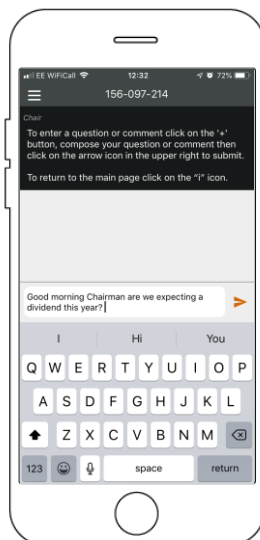 EE WiFiCall 12:32 72%
156-097-214
Chair
To enter a question or comment click on the '+'
button, compose your question or comment then
click on the arrow icon in the upper right to submit.
To return to the main page click on the "i" icon.
Good morning Chairman are we expecting a
dividend this year?
I Hi You
Q W E R T Y U I O P
A S D F G H J K L
Z X C V B N M
123 space return